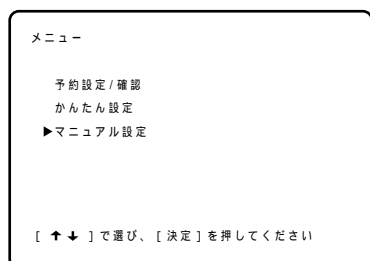 メニュー
予約設定/確認
かんたん設定
▶マニュアル設定
[ ↑↓ ]で選び、[決定]を押してください